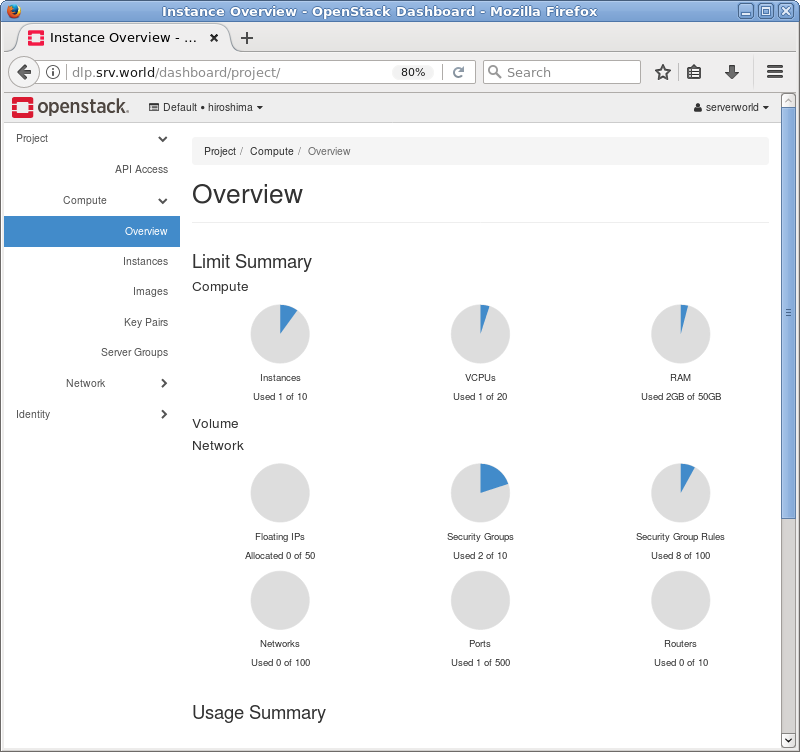 Instance Overview - OpenStack Dashboard - Mozilla Firefox
Instance Overview - ...
dlp.srv.world/dashboard/project/
80%
Search
openstack.
Default • hiroshima
serverworld
Project
API Access
Compute
Overview
Instances
Images
Key Pairs
Server Groups
Network
Identity
Project / Compute / Overview
Overview
Limit Summary
Compute
Instances
Used 1 of 10
VCPUs
Used 1 of 20
RAM
Used 2GB of 50GB
Volume
Network
Floating IPs
Allocated 0 of 50
Security Groups
Used 2 of 10
Security Group Rules
Used 8 of 100
Networks
Used 0 of 100
Ports
Used 1 of 500
Routers
Used 0 of 10
Usage Summary